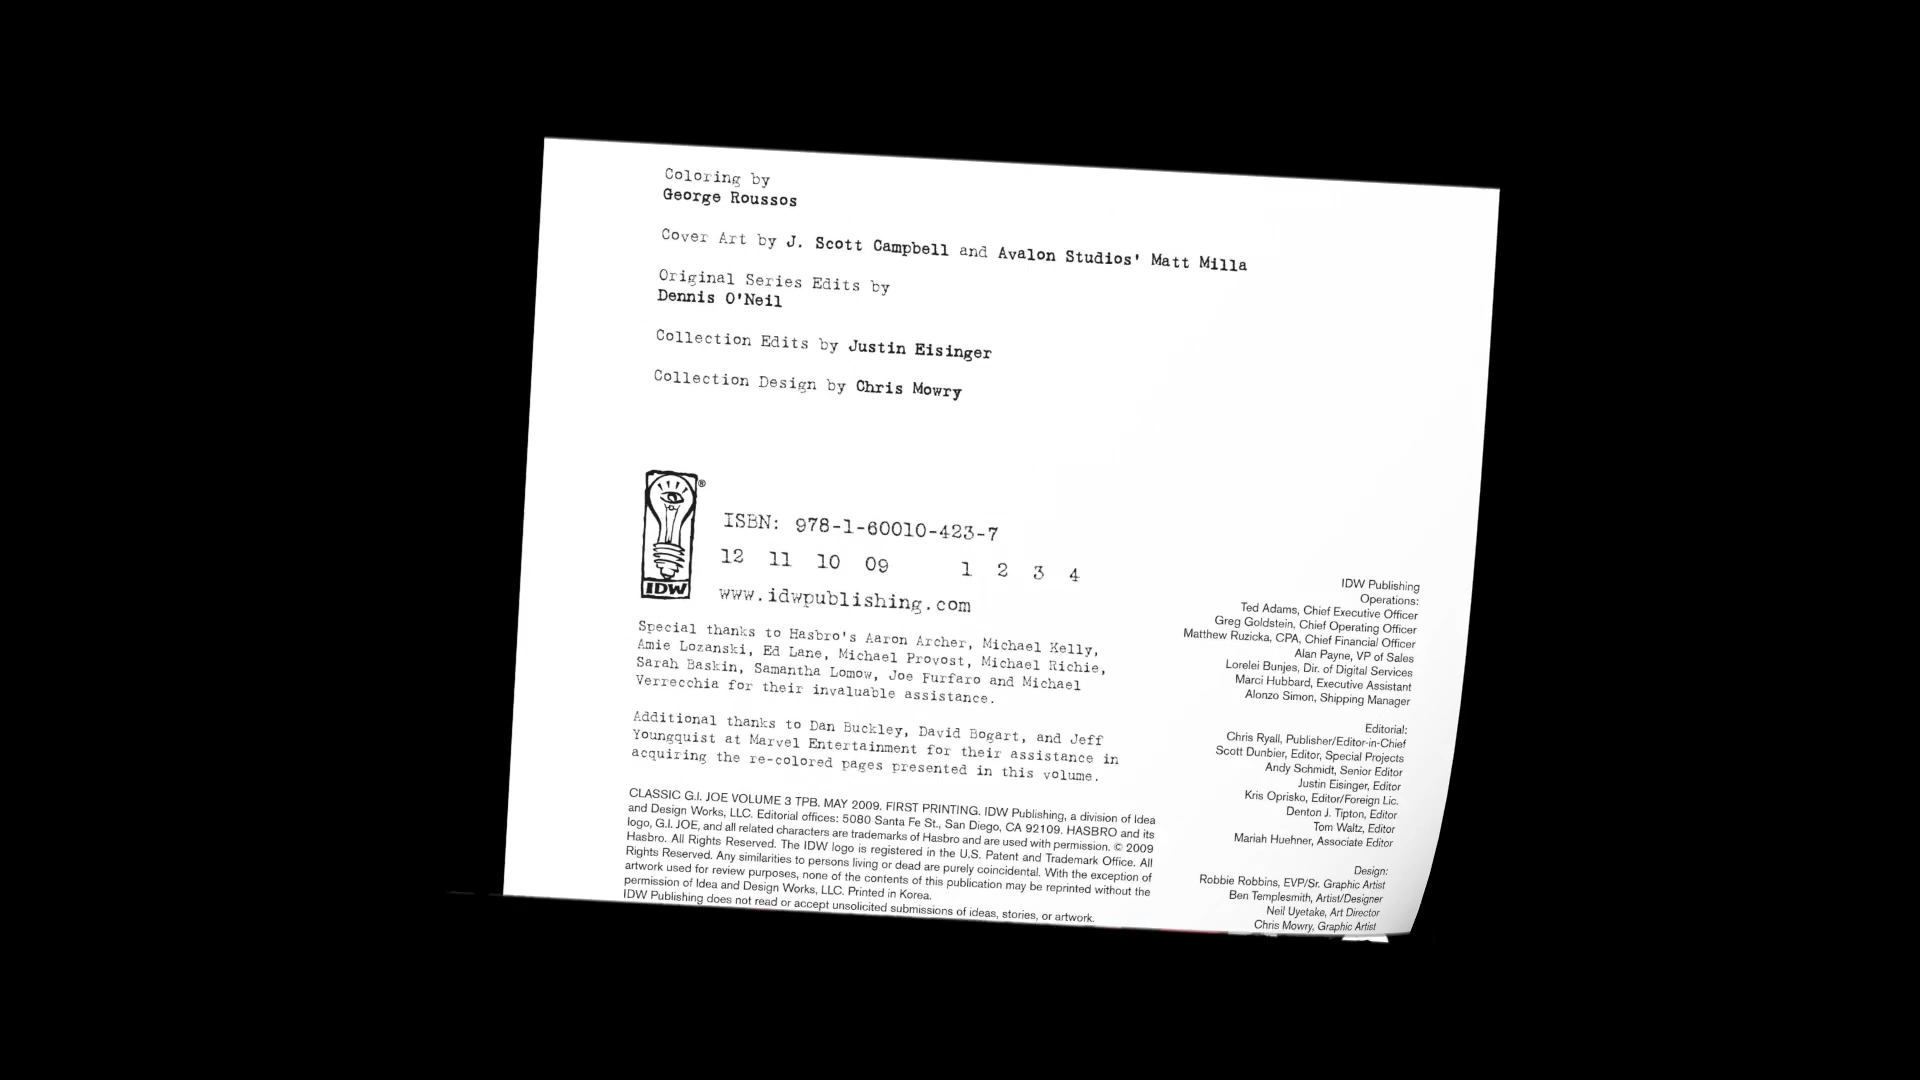 Coloring by
George Roussos
Cover Art by J. Scott Campbell and Avalon Studios' Matt Milla
Original Series Edits by
Dennis O'Neil
Collection Edits by Justin Eisinger
Collection Design by Chris Mowry
®
IDW
ISBN: 978-1-60010-423-7
12 11 10 09 1 2 3 4
www.idwpublishing.com
Special thanks to Hasbro's Aaron Archer, Michael Kelly,
Amie Lozanski, Ed Lane, Michael Provost, Michael Richie,
Sarah Baskin, Samantha Lomow, Joe Furfaro and Michael
Verrecchia for their invaluable assistance.
Additional thanks to Dan Buckley, David Bogart, and Jeff
Youngquist at Marvel Entertainment for their assistance in
acquiring the re-colored pages presented in this volume.
CLASSIC G.I. JOE VOLUME 3 TPB. MAY 2009. FIRST PRINTING. IDW Publishing, a division of Idea
and Design Works, LLC. Editorial offices: 5080 Santa Fe St., San Diego, CA 92109. HASBRO and its
logo, G.I. JOE, and all related characters are trademarks of Hasbro and are used with permission. © 2009
Hasbro. All Rights Reserved. The IDW logo is registered in the U.S. Patent and Trademark Office. All
Rights Reserved. Any similarities to persons living or dead are purely coincidental. With the exception of
artwork used for review purposes, none of the contents of this publication may be reprinted without the
permission of Idea and Design Works, LLC. Printed in Korea.
IDW Publishing does not read or accept unsolicited submissions of ideas, stories, or artwork.
IDW Publishing
Operations:
Ted Adams, Chief Executive Officer
Greg Goldstein, Chief Operating Officer
Matthew Ruzicka, CPA, Chief Financial Officer
Alan Payne, VP of Sales
Lorelei Bunjes, Dir. of Digital Services
Marci Hubbard, Executive Assistant
Alonzo Simon, Shipping Manager
Editorial:
Chris Ryall, Publisher/Editor-in-Chief
Scott Dunbier, Editor, Special Projects
Andy Schmidt, Senior Editor
Justin Eisinger, Editor
Kris Oprisko, Editor/Foreign Lic.
Denton J. Tipton, Editor
Tom Waltz, Editor
Mariah Huehner, Associate Editor
Design:
Robbie Robbins, EVP/Sr. Graphic Artist
Ben Templesmith, Artist/Designer
Neil Uyetake, Art Director
Chris Mowry, Graphic Artist